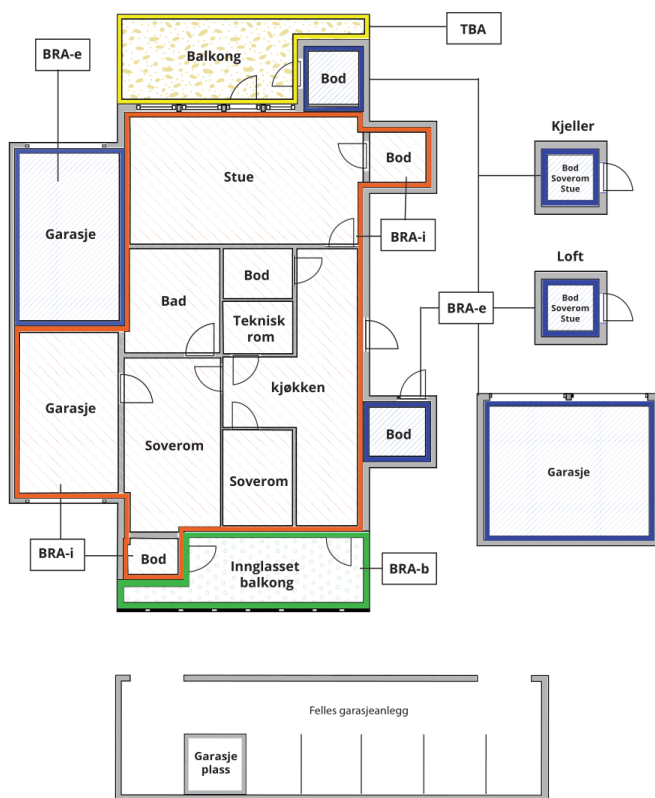 TBA
BRA-e
Balkong
Bod
Kjeller
Bod
Soverom
Stue
Stue
Bod
Garasje
BRA-i
Loft
Bod
Soverom
Stue
Bod
Bad
Teknisk
rom
BRA-e
kjøkken
Garasje
Bod
Soverom
Soverom
Garasje
BRA-i
Bod
Innglasset
balkong
BRA-b
Felles garasjeanlegg
Garasje
plass